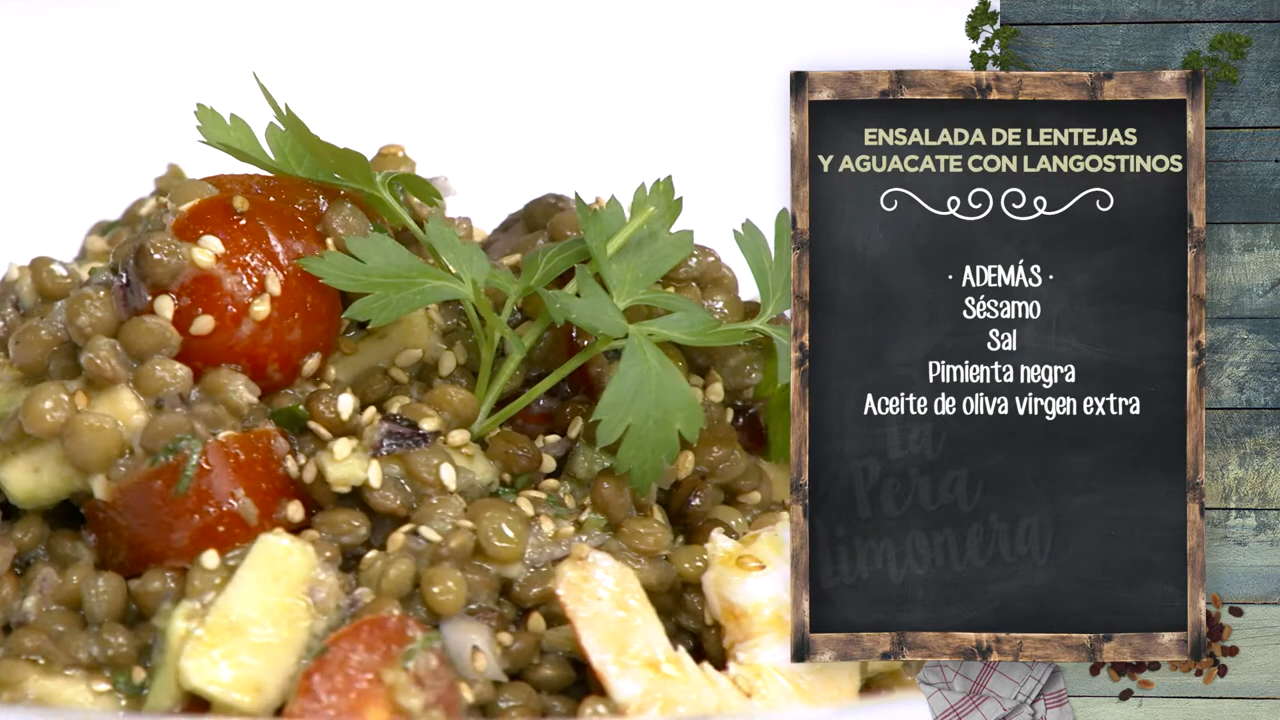 ENSALADA DE LENTEJAS
Y AGUACATE CON LANGOSTINOS
· ADEMÁS ·
Sésamo
Sal
Pimienta negra
Aceite de oliva virgen extra
La
Pera
limonera